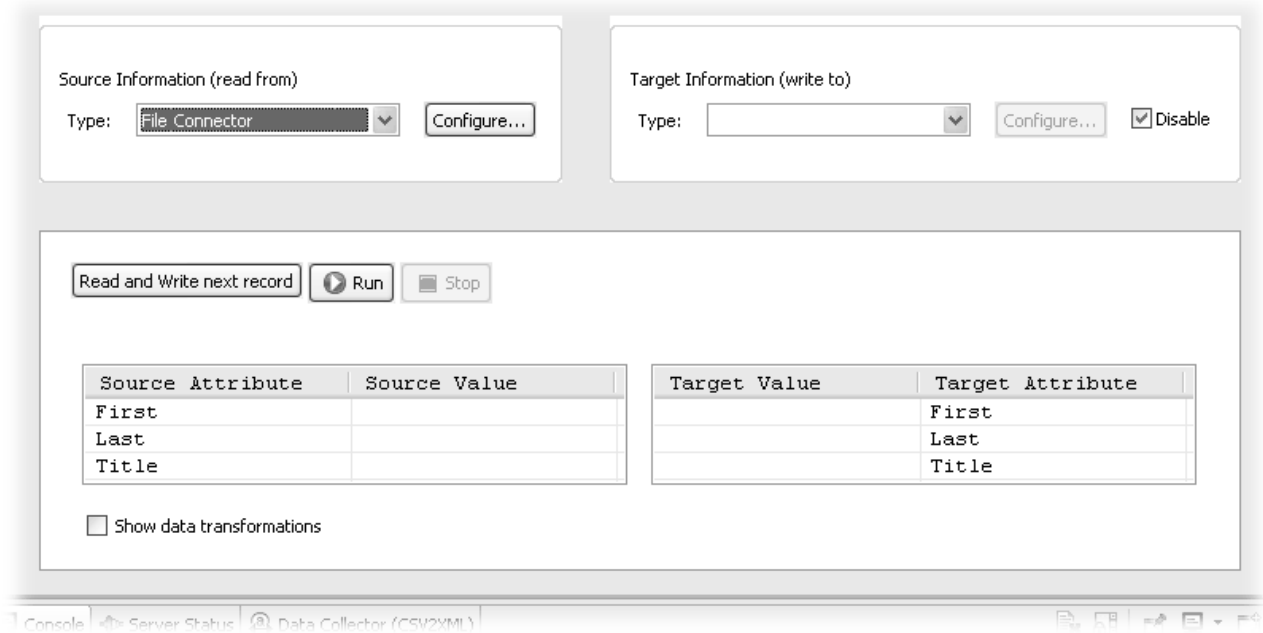 Source Information (read from)
Type: File Connector Configure...
Target Information (write to)
Type: Configure... Disable
Read and Write next record Run Stop
Source Attribute Source Value
First
Last
Title
Target Value Target Attribute
First
Last
Title
Show data transformations
Console Server Status Data Collector (CSV2XML)